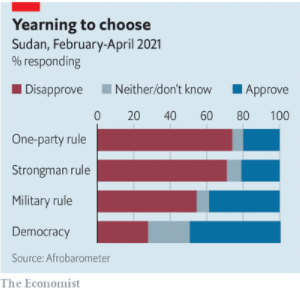 Yearning to choose
Sudan, February-April 2021
% responding
Disapprove Neither/don't know Approve
0 20 40 60 80 100
One-party rule
Strongman rule
Military rule
Democracy
Source: Afrobarometer
The Economist